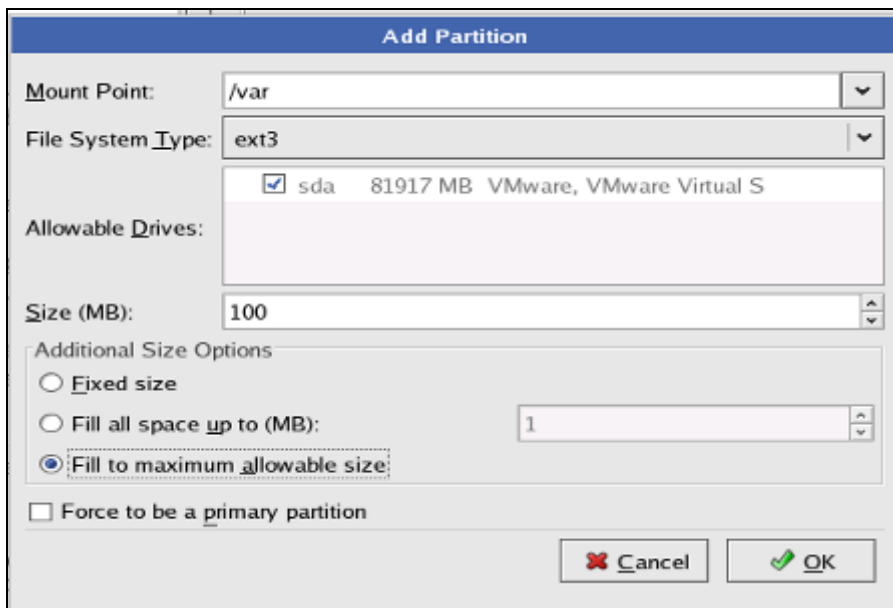 Add Partition
Mount Point: /var
File System Type: ext3
Allowable Drives:
sda 81917 MB VMware, VMware Virtual S
Size (MB): 100
Additional Size Options
Fixed size
Fill all space up to (MB): 1
Fill to maximum allowable size
Force to be a primary partition
Cancel OK